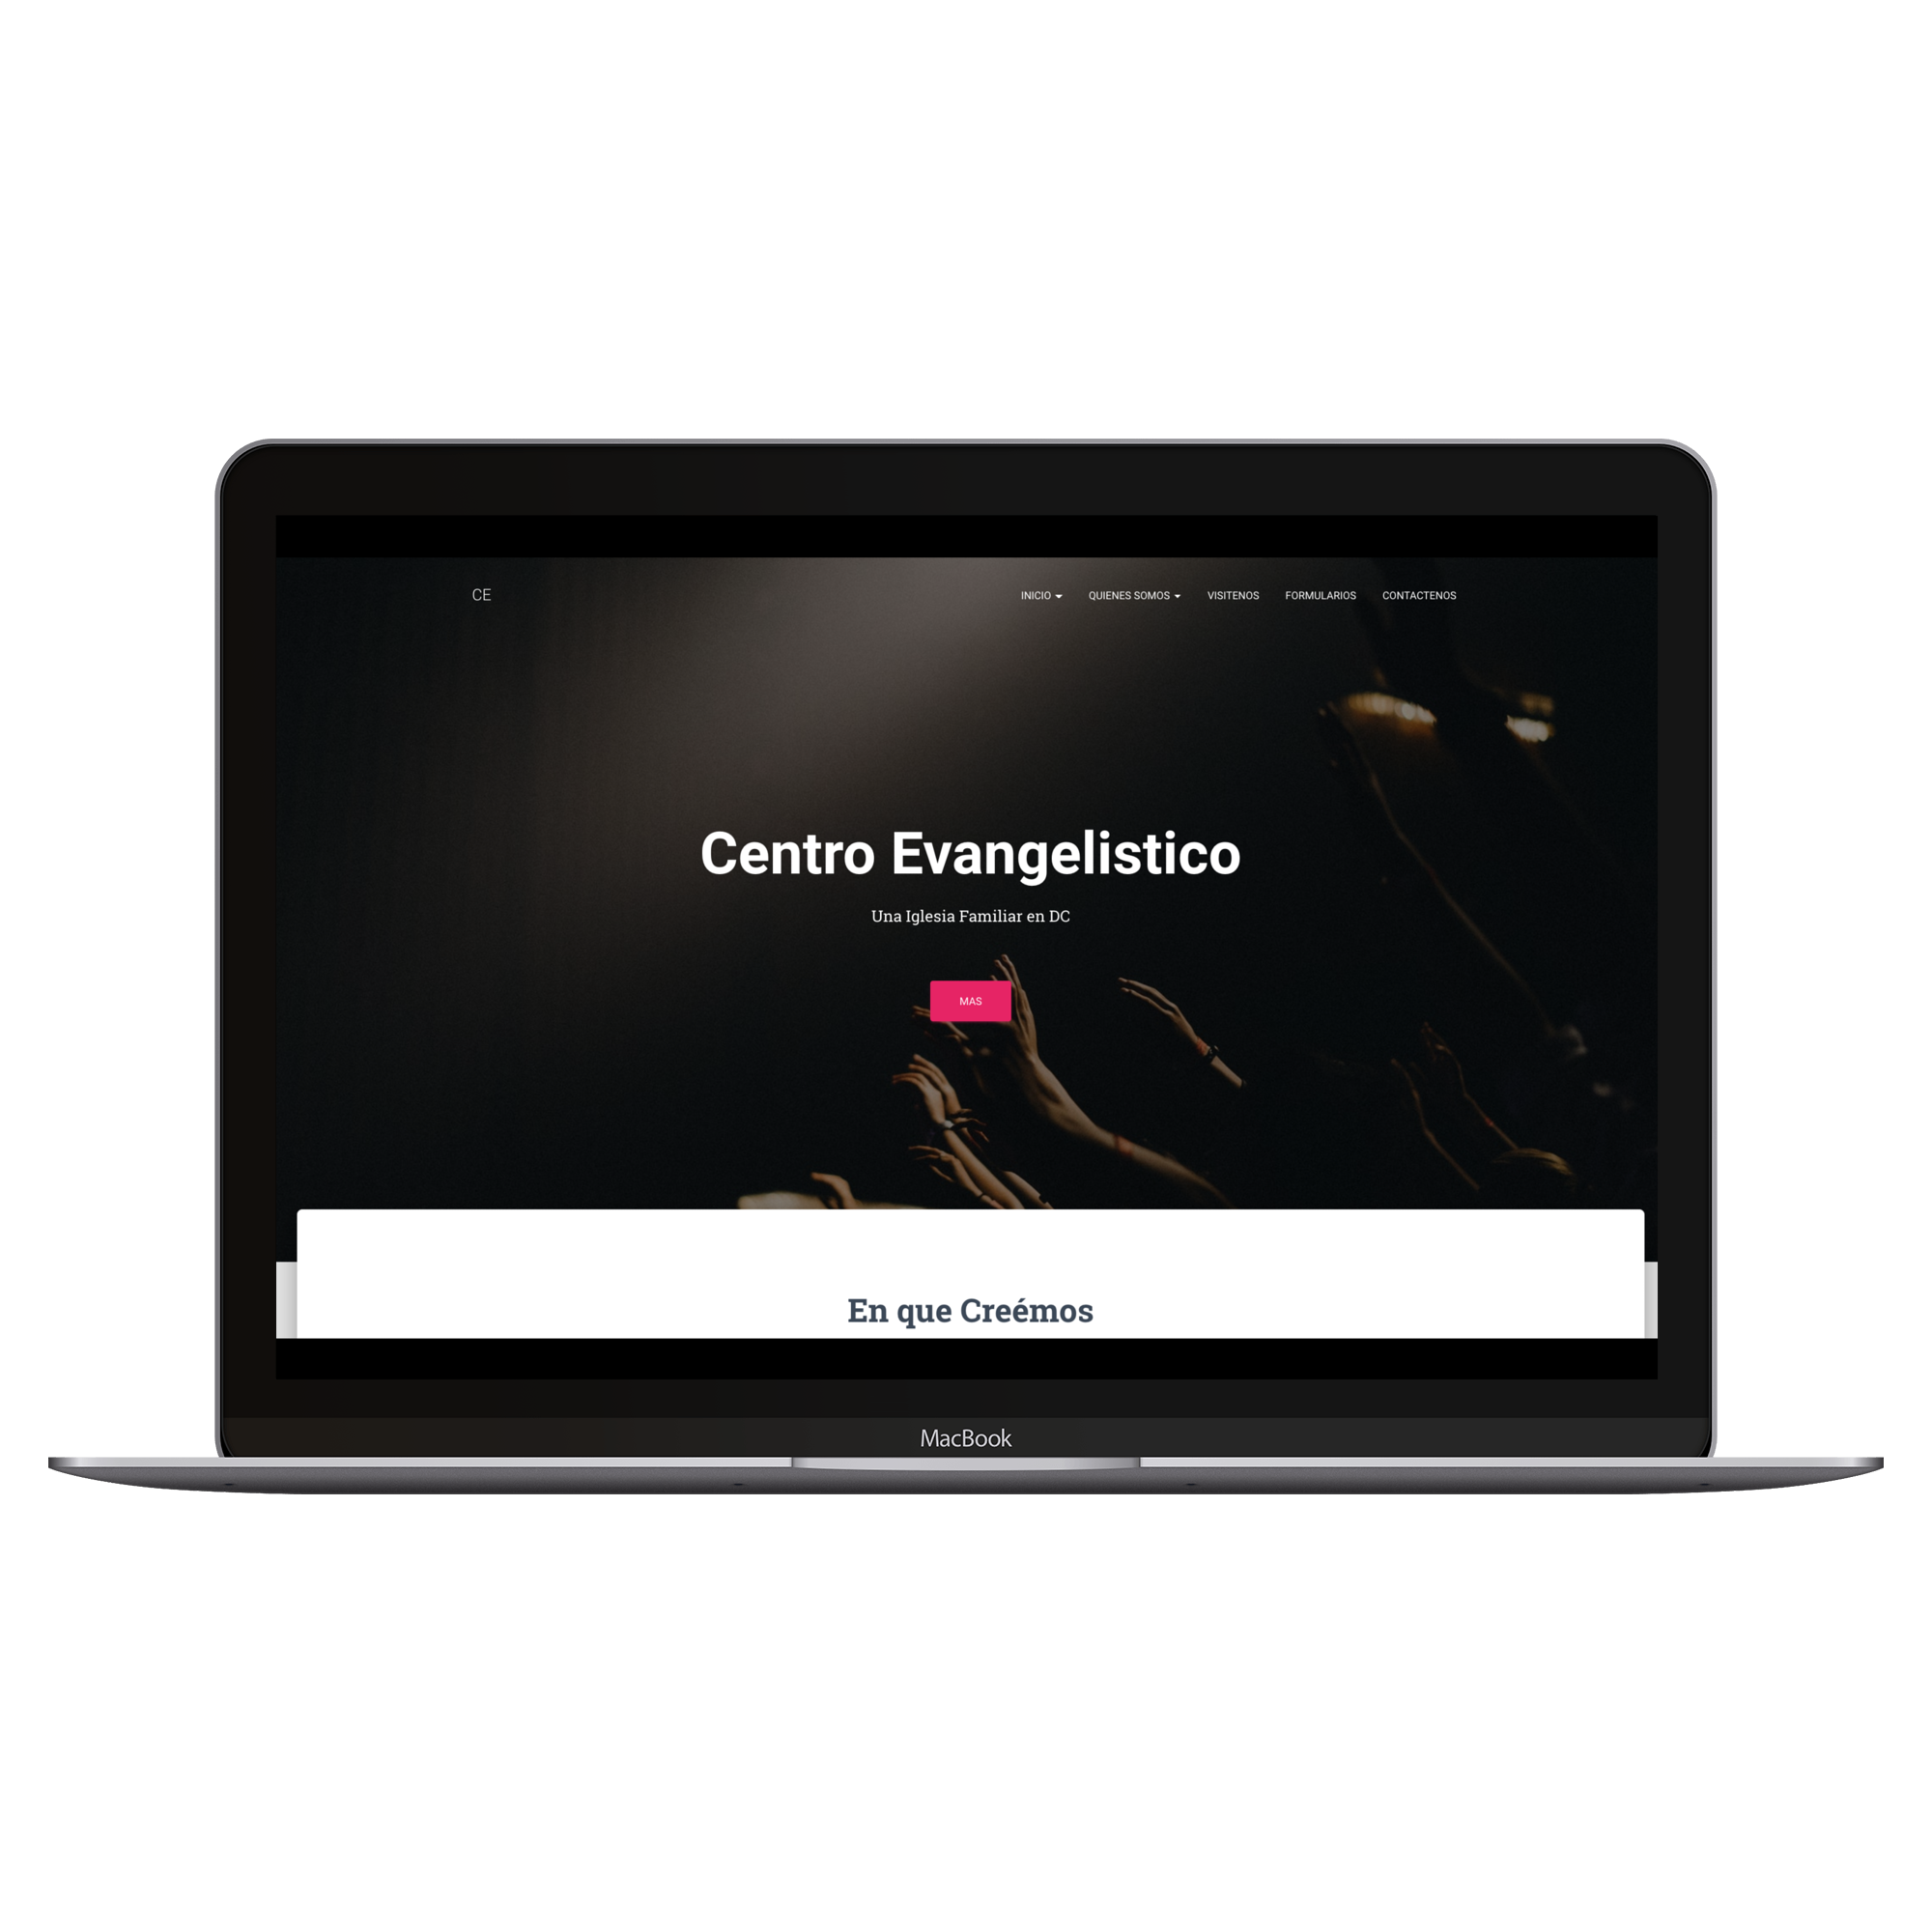 CE
INICIO
QUIENES SOMOS
VISITENOS
FORMULARIOS
CONTACTENOS
Centro Evangelistico
Una Iglesia Familiar en DC
MAS
En que Creémos
MacBook